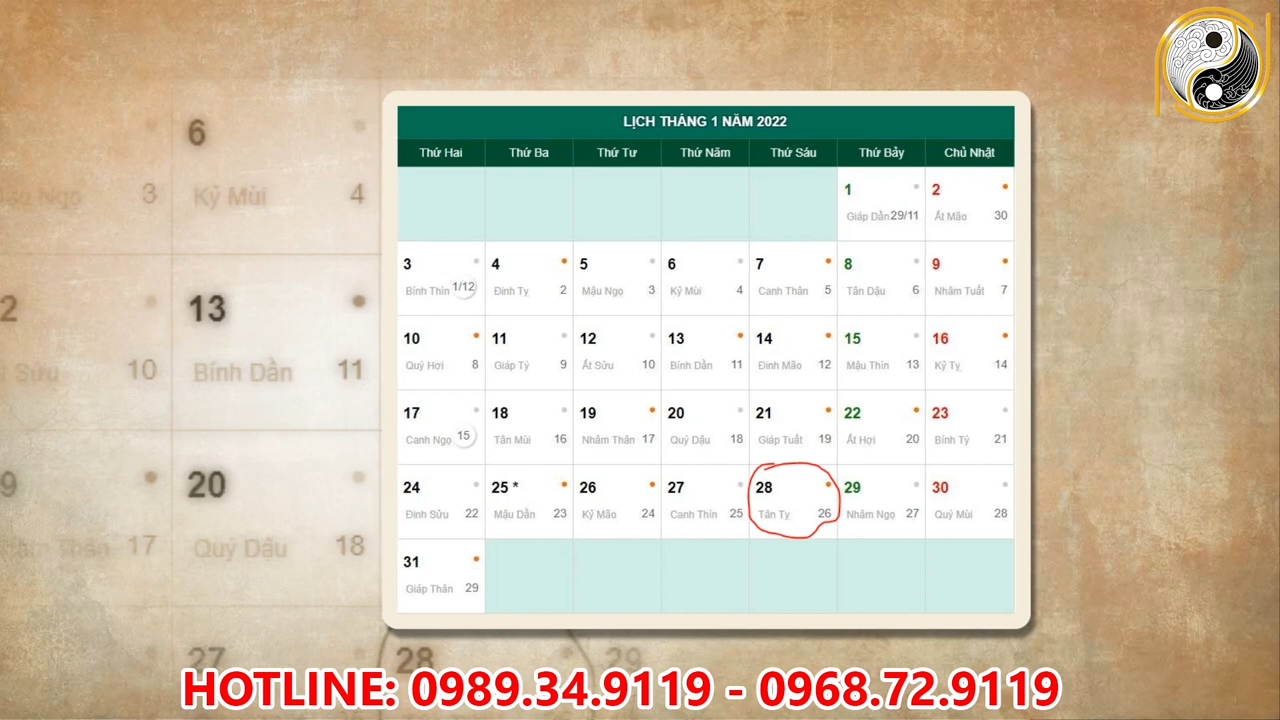 LỊCH THÁNG 1 NĂM 2022
Thứ Hai Thứ Ba Thứ Tư Thứ Năm Thứ Sáu Thứ Bảy Chủ Nhật
1 2
Giáp Dần 29/11 Ất Mão 30
3 4 5 6 7 8 9
Bính Thìn 1/12 Đinh Tỵ 2 Mậu Ngọ 3 Kỷ Mùi 4 Canh Thân 5 Tân Dậu 6 Nhâm Tuất 7
10 11 12 13 14 15 16
Quý Hợi 8 Giáp Tý 9 Ất Sửu 10 Bính Dần 11 Đinh Mão 12 Mậu Thìn 13 Kỷ Tỵ 14
17 18 19 20 21 22 23
Canh Ngọ 15 Tân Mùi 16 Nhâm Thân 17 Quý Dậu 18 Giáp Tuất 19 Ất Hợi 20 Bính Tý 21
24 25 * 26 27 28 29 30
Đinh Sửu 22 Mậu Dần 23 Kỷ Mão 24 Canh Thìn 25 Tân Tỵ 26 Nhâm Ngọ 27 Quý Mùi 28
31
Giáp Thân 29
6
3 Kỷ Mùi 4
2 13
10 Bính Dần 11
9 20
17 Quý Dậu 18
27 28 29
HOTLINE: 0989.34.9119 - 0968.72.9119